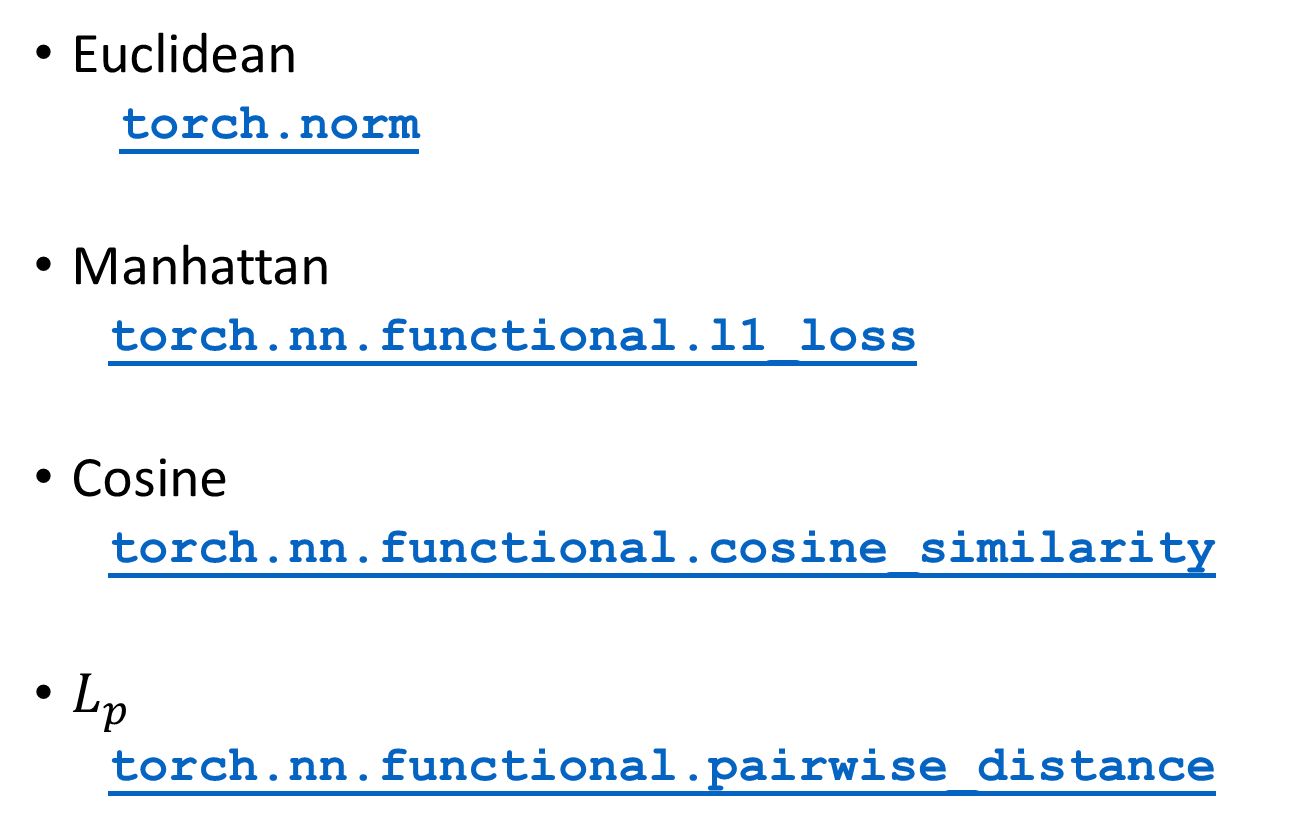 • Euclidean
torch.norm
• Manhattan
torch.nn.functional.l1_loss
• Cosine
torch.nn.functional.cosine_similarity
• Lₚ
torch.nn.functional.pairwise_distance